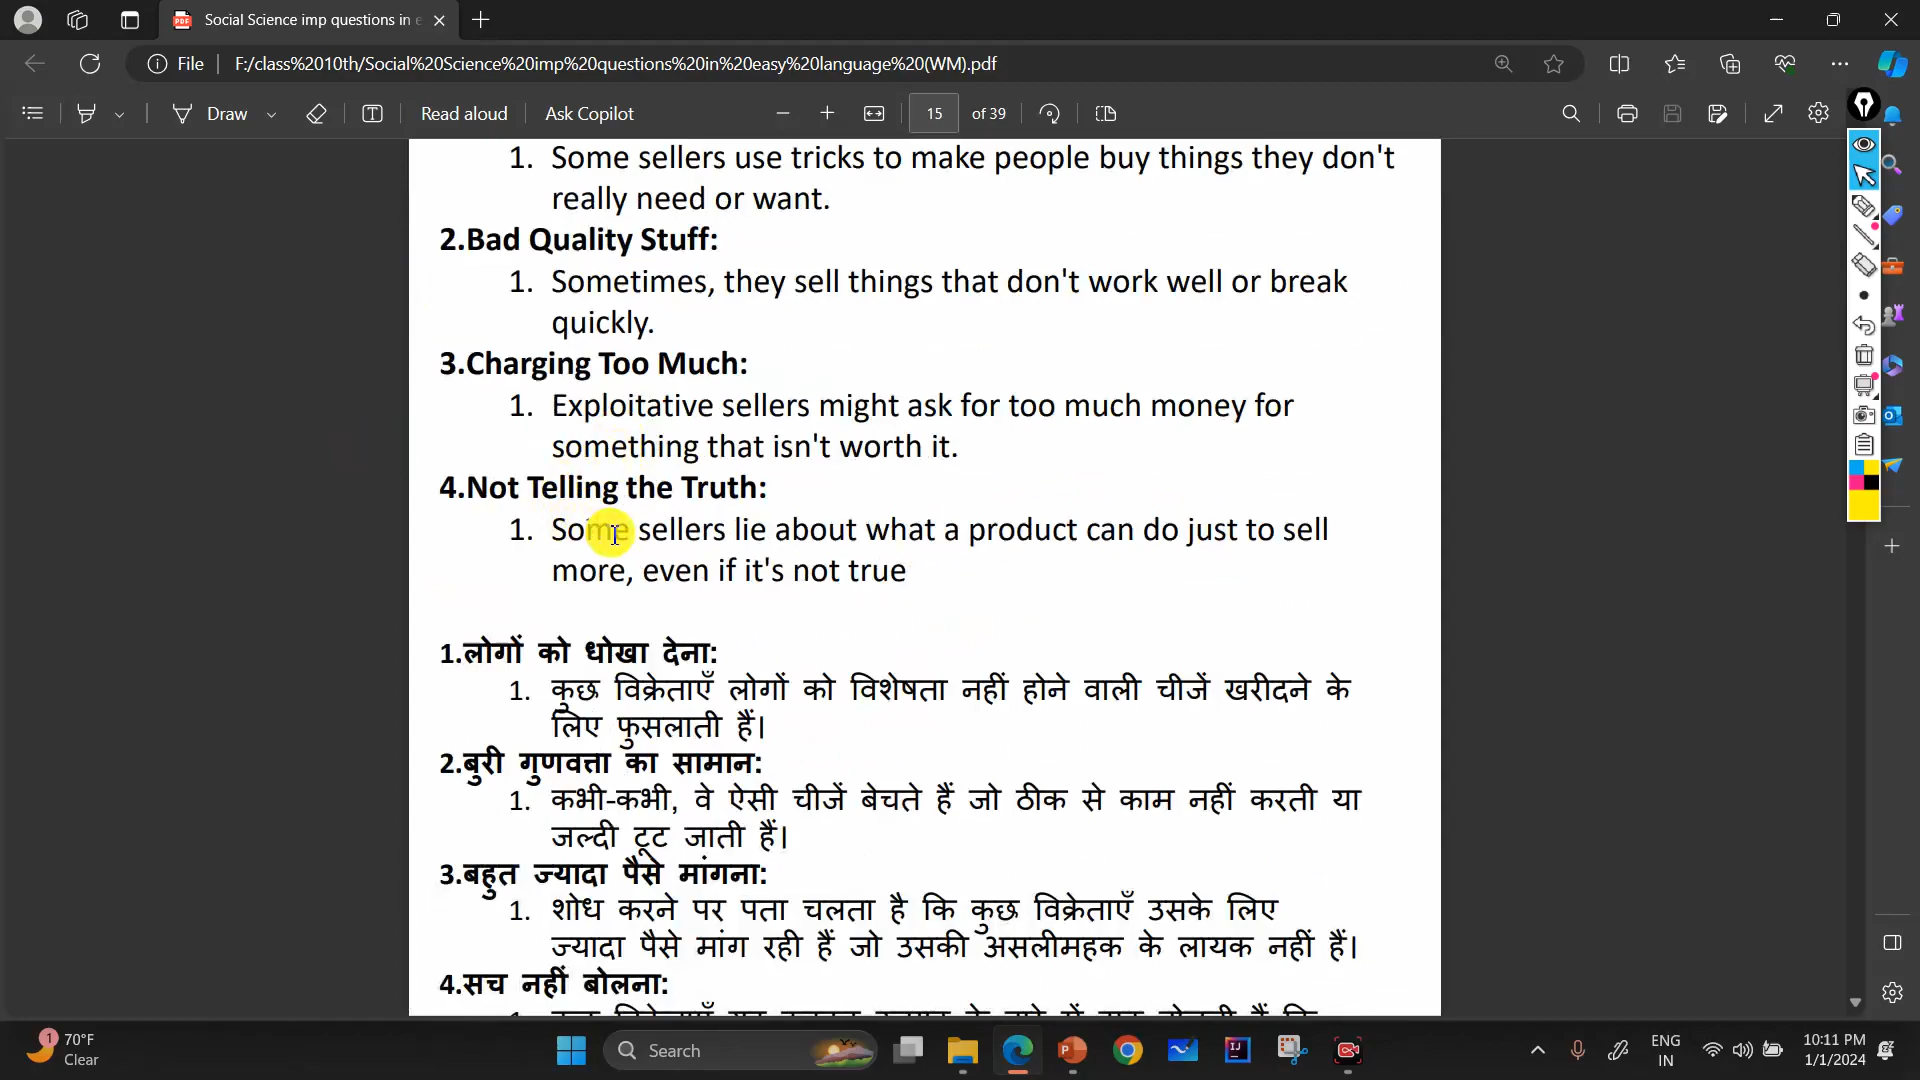 Social Science imp questions in e
File
F:/class%2010th/Social%20Science%20imp%20questions%20in%20easy%20language%20(WM).pdf
Draw
Read aloud
Ask Copilot
15
of 39
1. Some sellers use tricks to make people buy things they don't
really need or want.
2.Bad Quality Stuff:
1. Sometimes, they sell things that don't work well or break
quickly.
3.Charging Too Much:
1. Exploitative sellers might ask for too much money for
something that isn't worth it.
4.Not Telling the Truth:
1. Some sellers lie about what a product can do just to sell
more, even if it's not true
1.लोगों को धोखा देना:
1. कुछ विक्रेताएँ लोगों को विशेषता नहीं होने वाली चीजें खरीदने के
लिए फुसलाती हैं।
2.बुरी गुणवत्ता का सामान:
1. कभी-कभी, वे ऐसी चीजें बेचते हैं जो ठीक से काम नहीं करती या
जल्दी टूट जाती हैं।
3.बहुत ज्यादा पैसे मांगना:
1. शोध करने पर पता चलता है कि कुछ विक्रेताएँ उसके लिए
ज्यादा पैसे मांग रही हैं जो उसकी असलीमहक के लायक नहीं हैं।
4.सच नहीं बोलना:
1
70°F
Clear
Search
ENG
IN
10:11 PM
1/1/2024